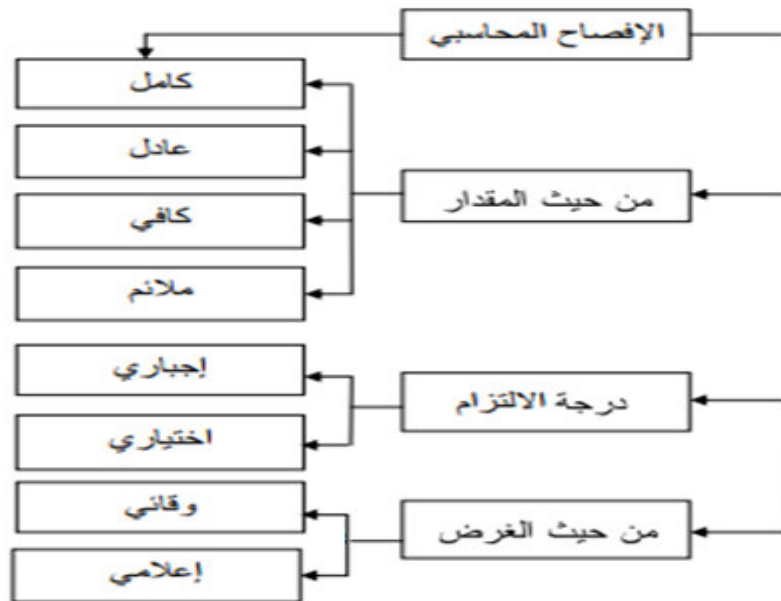 الإفصاح المحاسبي
من حيث المقدار
كامل
عادل
كافي
ملائم
درجة الالتزام
إجباري
اختياري
من حيث الغرض
وقائي
إعلامي